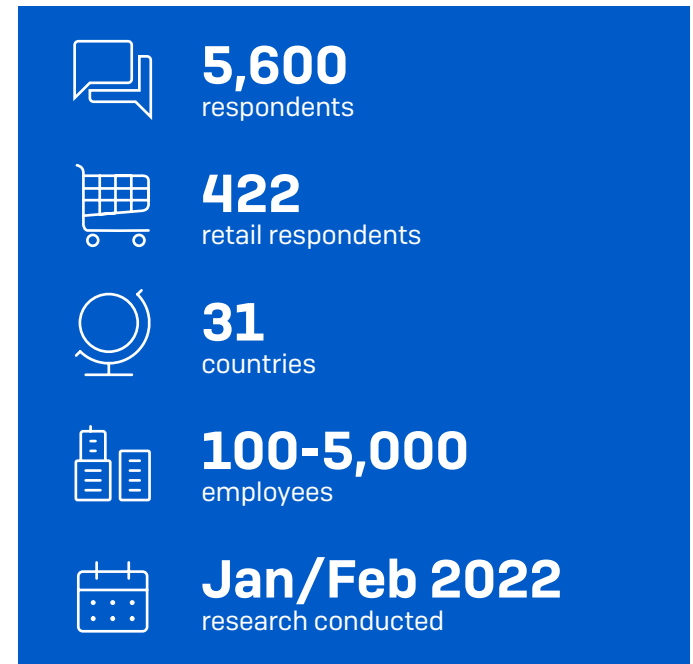 5,600
respondents
422
retail respondents
31
countries
100-5,000
employees
Jan/Feb 2022
research conducted